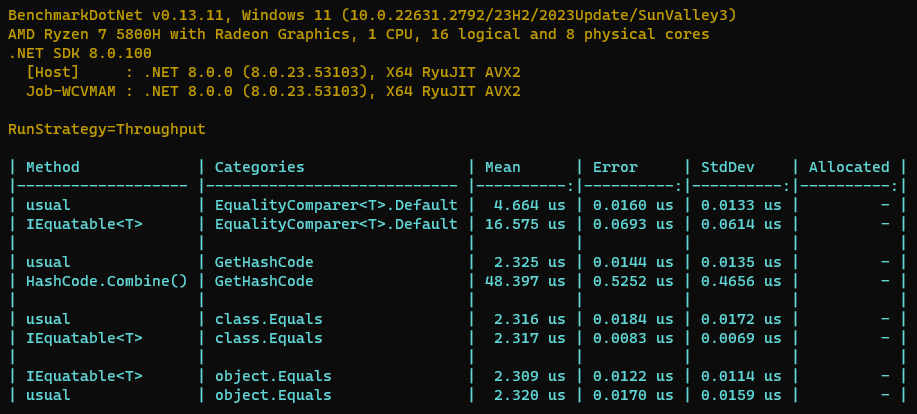 BenchmarkDotNet v0.13.11, Windows 11 (10.0.22631.2792/23H2/2023Update/SunValley3)
AMD Ryzen 7 5800H with Radeon Graphics, 1 CPU, 16 logical and 8 physical cores
.NET SDK 8.0.100
  [Host]     : .NET 8.0.0 (8.0.23.53103), X64 RyuJIT AVX2
  Job-WCVMAM : .NET 8.0.0 (8.0.23.53103), X64 RyuJIT AVX2

RunStrategy=Throughput

| Method             | Categories                  | Mean      | Error     | StdDev    | Allocated |
|------------------- |---------------------------- |----------:|----------:|----------:|----------:|
| usual              | EqualityComparer<T>.Default |  4.664 us | 0.0160 us | 0.0133 us |         - |
| IEquatable<T>      | EqualityComparer<T>.Default | 16.575 us | 0.0693 us | 0.0614 us |         - |
|                    |                             |           |           |           |           |
| usual              | GetHashCode                 |  2.325 us | 0.0144 us | 0.0135 us |         - |
| HashCode.Combine() | GetHashCode                 | 48.397 us | 0.5252 us | 0.4656 us |         - |
|                    |                             |           |           |           |           |
| usual              | class.Equals                |  2.316 us | 0.0184 us | 0.0172 us |         - |
| IEquatable<T>      | class.Equals                |  2.317 us | 0.0083 us | 0.0069 us |         - |
|                    |                             |           |           |           |           |
| IEquatable<T>      | object.Equals               |  2.309 us | 0.0122 us | 0.0114 us |         - |
| usual              | object.Equals               |  2.320 us | 0.0170 us | 0.0159 us |         - |